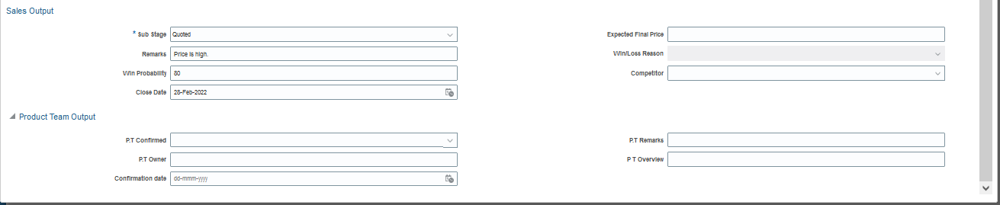 Sales Output
* Sub Stage Quoted Expected Final Price
Remarks Price is high. Win/Loss Reason
Win Probability 80 Competitor
Close Date 28-Feb-2022
Product Team Output
P.T Confirmed P.T Remarks
P.T Owner P T Overview
Confirmation date dd-mmm-yyyy